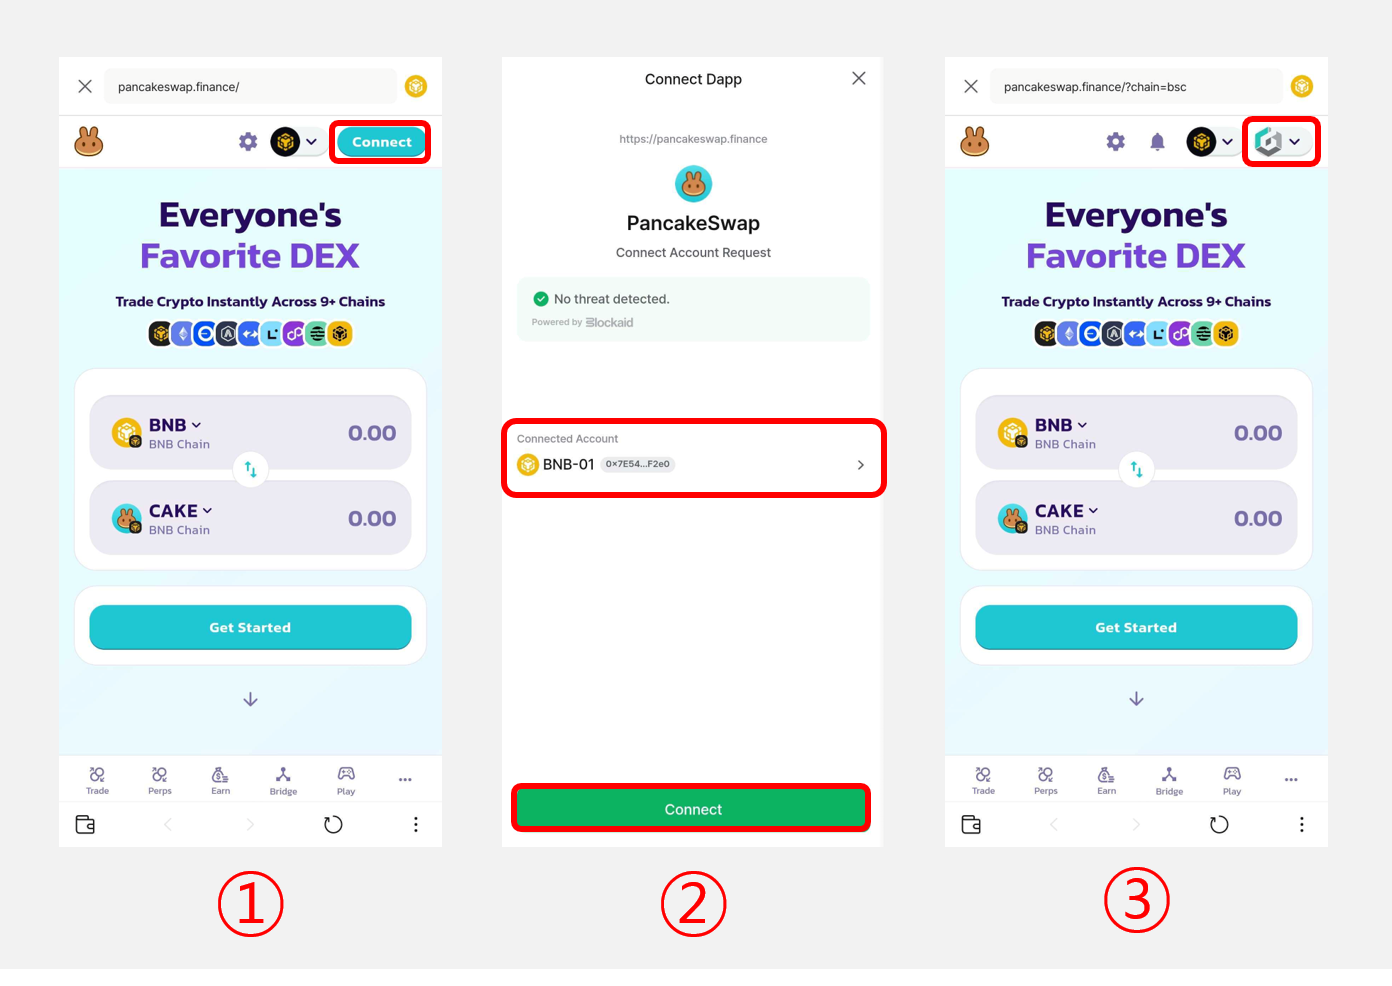 pancakeswap.finance/
Connect
Everyone's
Favorite DEX
Trade Crypto Instantly Across 9+ Chains
BNB
BNB Chain
0.00
CAKE
BNB Chain
0.00
Get Started
Trade
Perps
Earn
Bridge
Play
①
Connect Dapp
https://pancakeswap.finance
PancakeSwap
Connect Account Request
No threat detected.
Powered by Blockaid
Connected Account
BNB-01 0x7E54...F2e0
Connect
②
pancakeswap.finance/?chain=bsc
Everyone's
Favorite DEX
Trade Crypto Instantly Across 9+ Chains
BNB
BNB Chain
0.00
CAKE
BNB Chain
0.00
Get Started
Trade
Perps
Earn
Bridge
Play
③